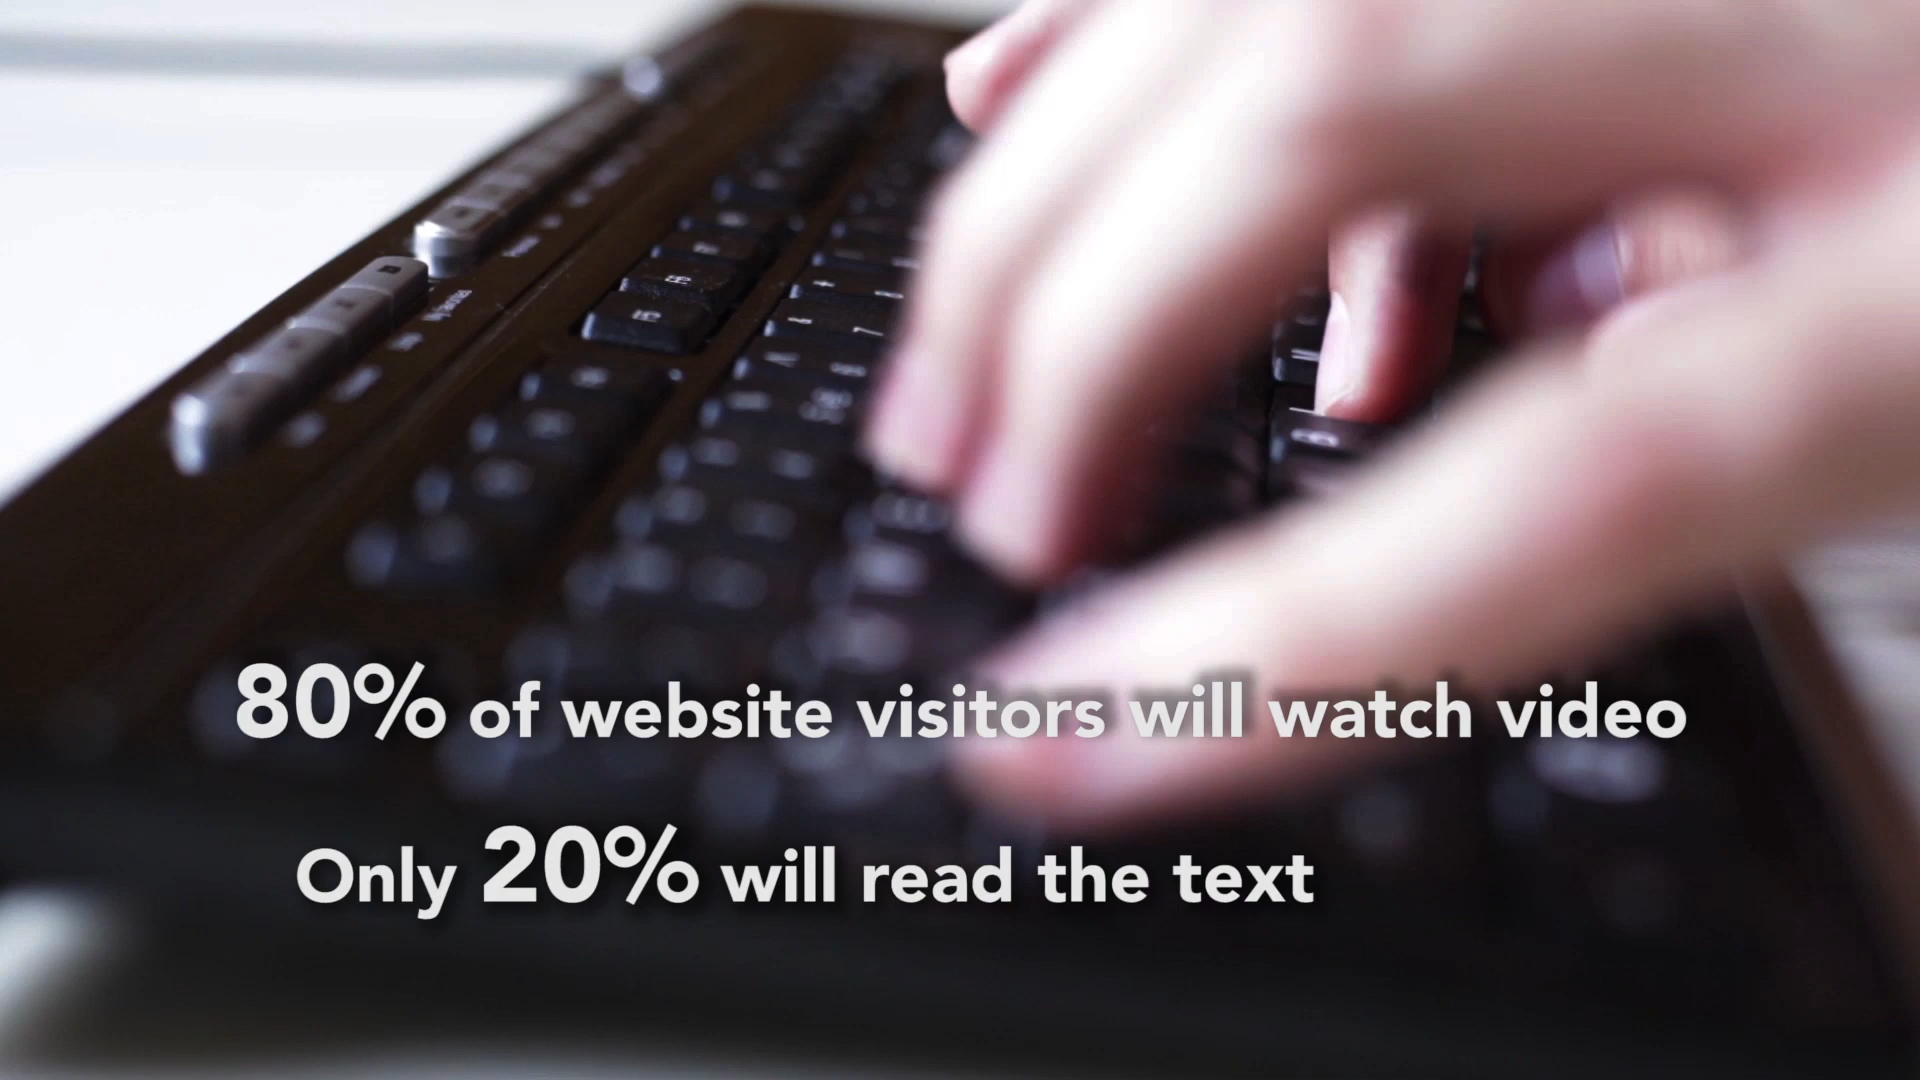 80% of website visitors will watch video
Only 20% will read the text